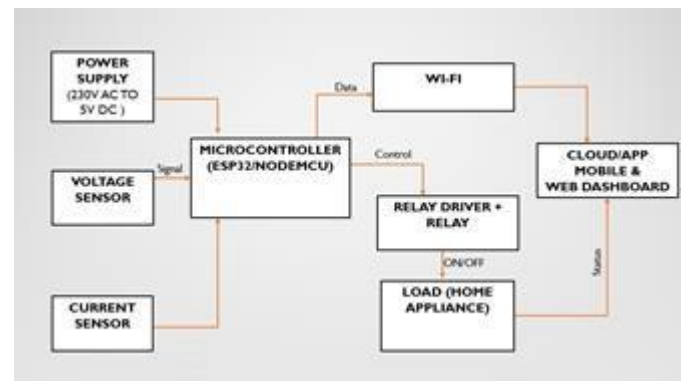 POWER
SUPPLY
(230V AC TO
5V DC )
Data
WI-FI
MICROCONTROLLER
(ESP32/NODEMCU)
Signal
Control
VOLTAGE
SENSOR
CLOUD/APP
MOBILE &
WEB DASHBOARD
RELAY DRIVER +
RELAY
ON/OFF
Status
LOAD (HOME
APPLIANCE)
CURRENT
SENSOR